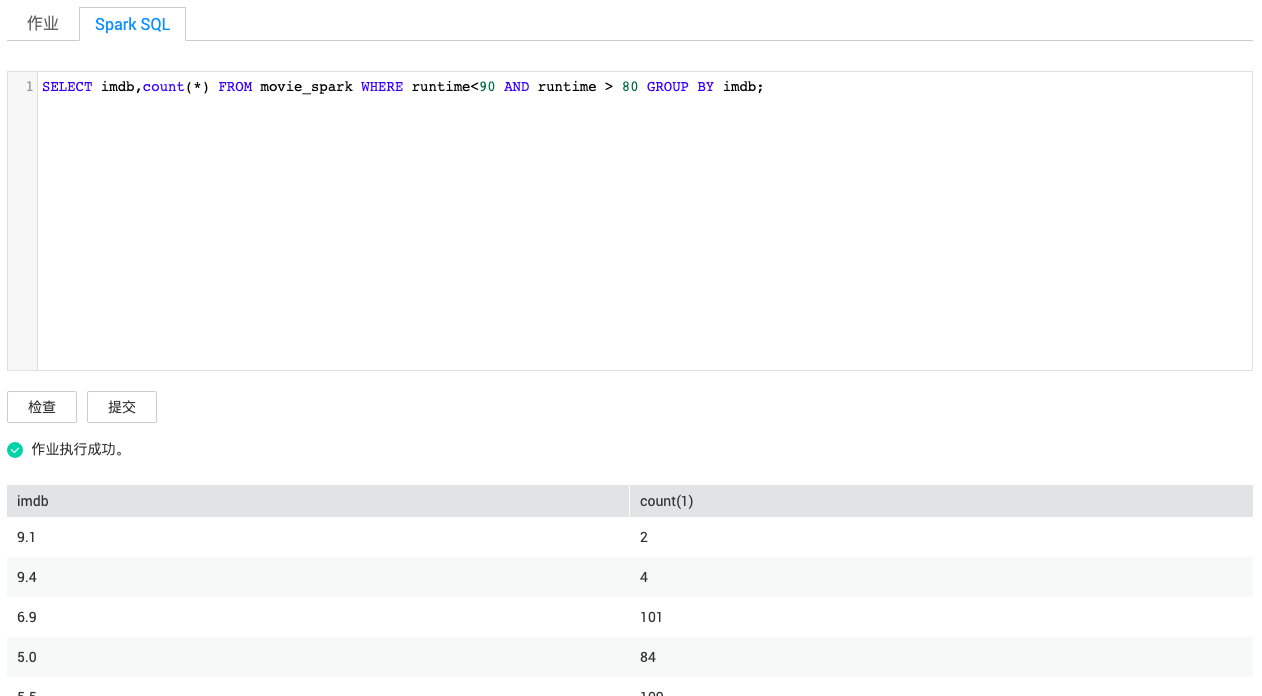 作业 Spark SQL
1 SELECT imdb,count(*) FROM movie_spark WHERE runtime<90 AND runtime > 80 GROUP BY imdb;
检查 提交
作业执行成功。
imdb count(1)
9.1 2
9.4 4
6.9 101
5.0 84